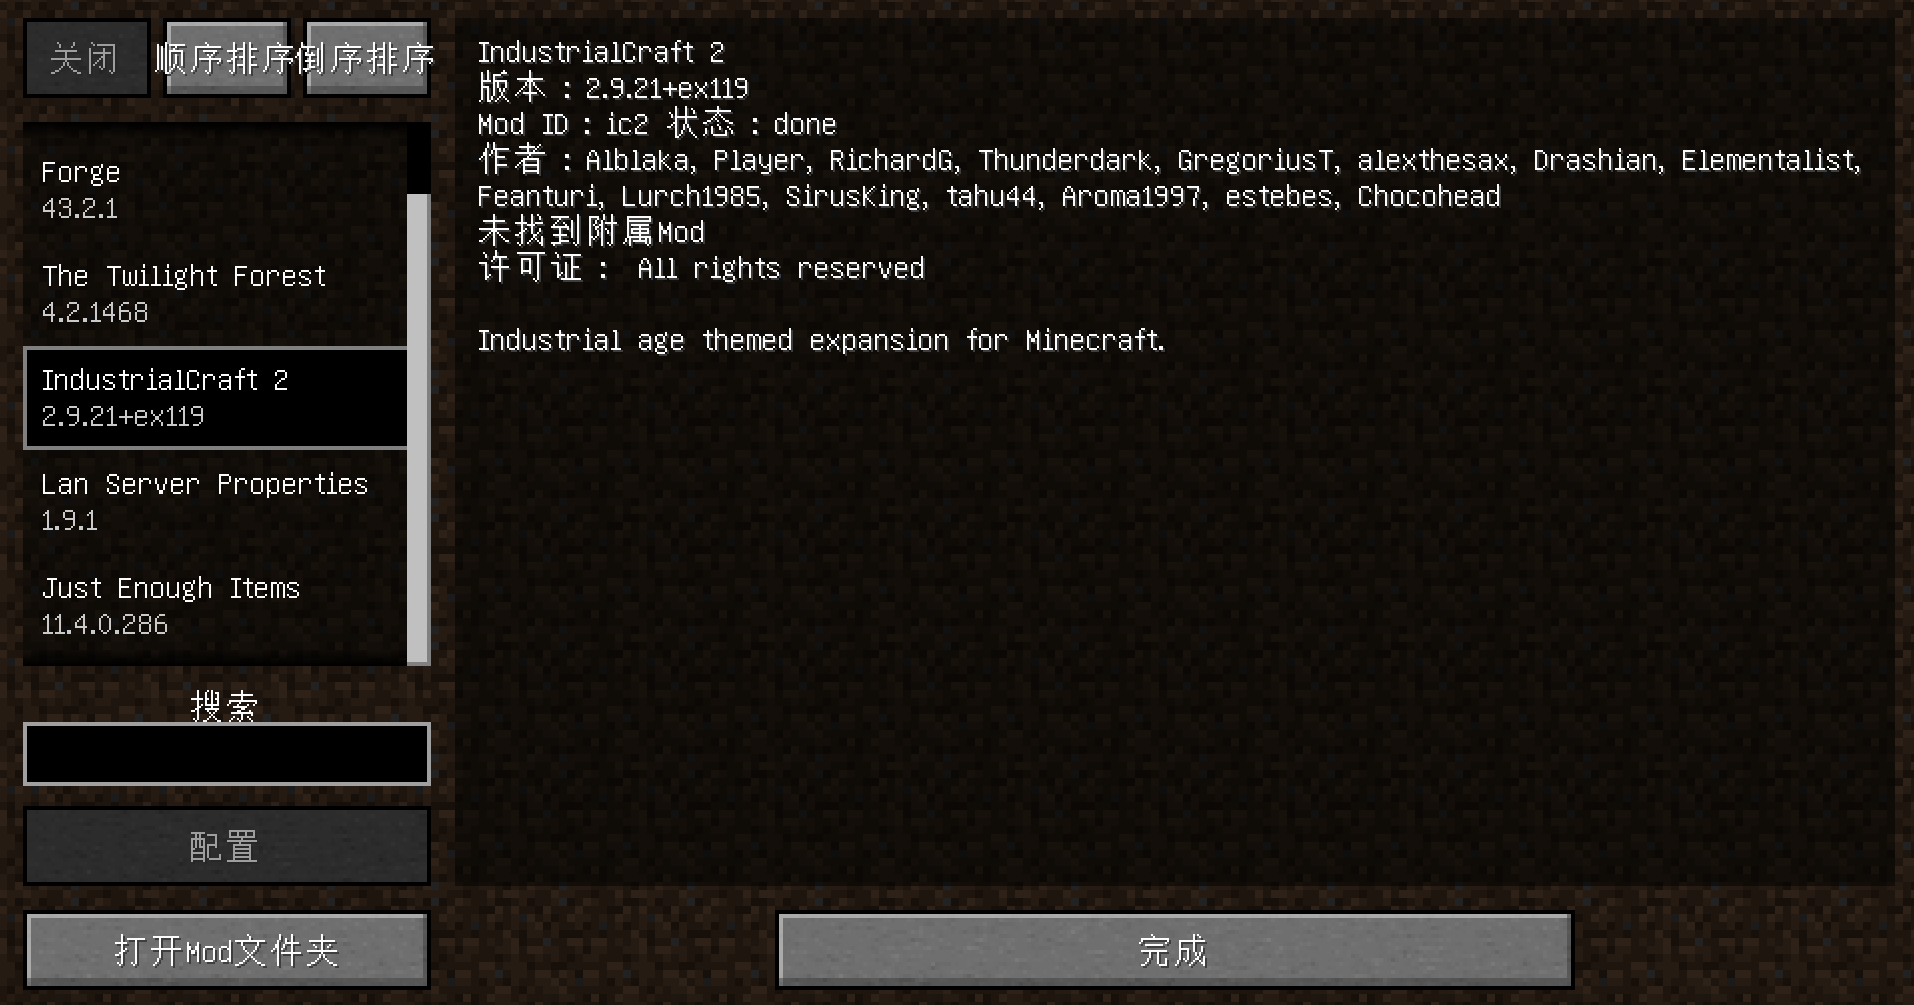 关闭
顺序排序
倒序排序
Forge
43.2.1
The Twilight Forest
4.2.1468
IndustrialCraft 2
2.9.21+ex119
Lan Server Properties
1.9.1
Just Enough Items
11.4.0.286
搜索
配置
打开Mod文件夹
IndustrialCraft 2
版本 : 2.9.21+ex119
Mod ID : ic2 状态 : done
作者 : Alblaka, Player, RichardG, Thunderdark, GregoriusT, alexthesax, Drashian, Elementalist,
Feanturi, Lurch1985, SirusKing, tahu44, Aroma1997, estebes, Chocohead
未找到附属Mod
许可证 : All rights reserved
Industrial age themed expansion for Minecraft.
完成